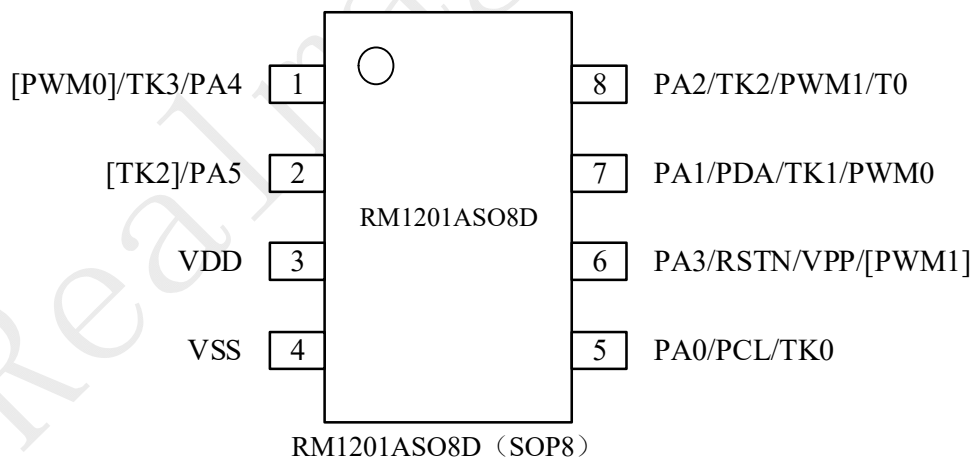 [PWM0]/TK3/PA4 1 8 PA2/TK2/PWM1/T0
[TK2]/PA5 2 7 PA1/PDA/TK1/PWM0
RM1201ASO8D
VDD 3 6 PA3/RSTN/VPP/[PWM1]
VSS 4 5 PA0/PCL/TK0
RM1201ASO8D（SOP8）